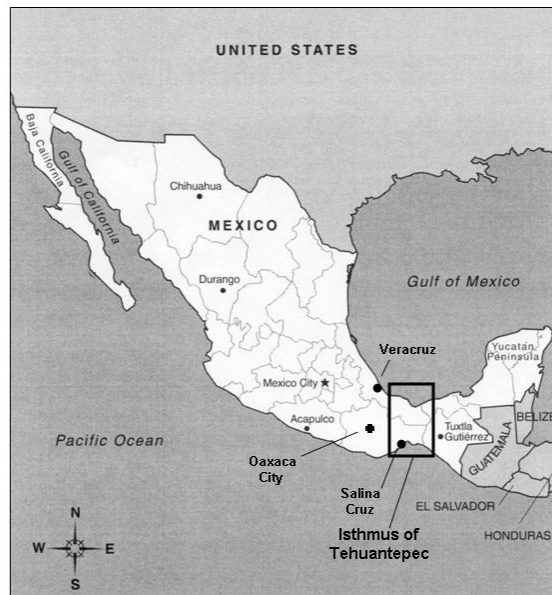 UNITED STATES
Baja California
Gulf of California
Chihuahua
MEXICO
Durango
Gulf of Mexico
Veracruz
Yucatán
Peninsula
Mexico City
Acapulco
Tuxtla
Gutiérrez
BELIZE
GUATEMALA
Pacific Ocean
Oaxaca
City
Salina
Cruz
EL SALVADOR
HONDURAS
Isthmus of
Tehuantepec
N
W
E
S